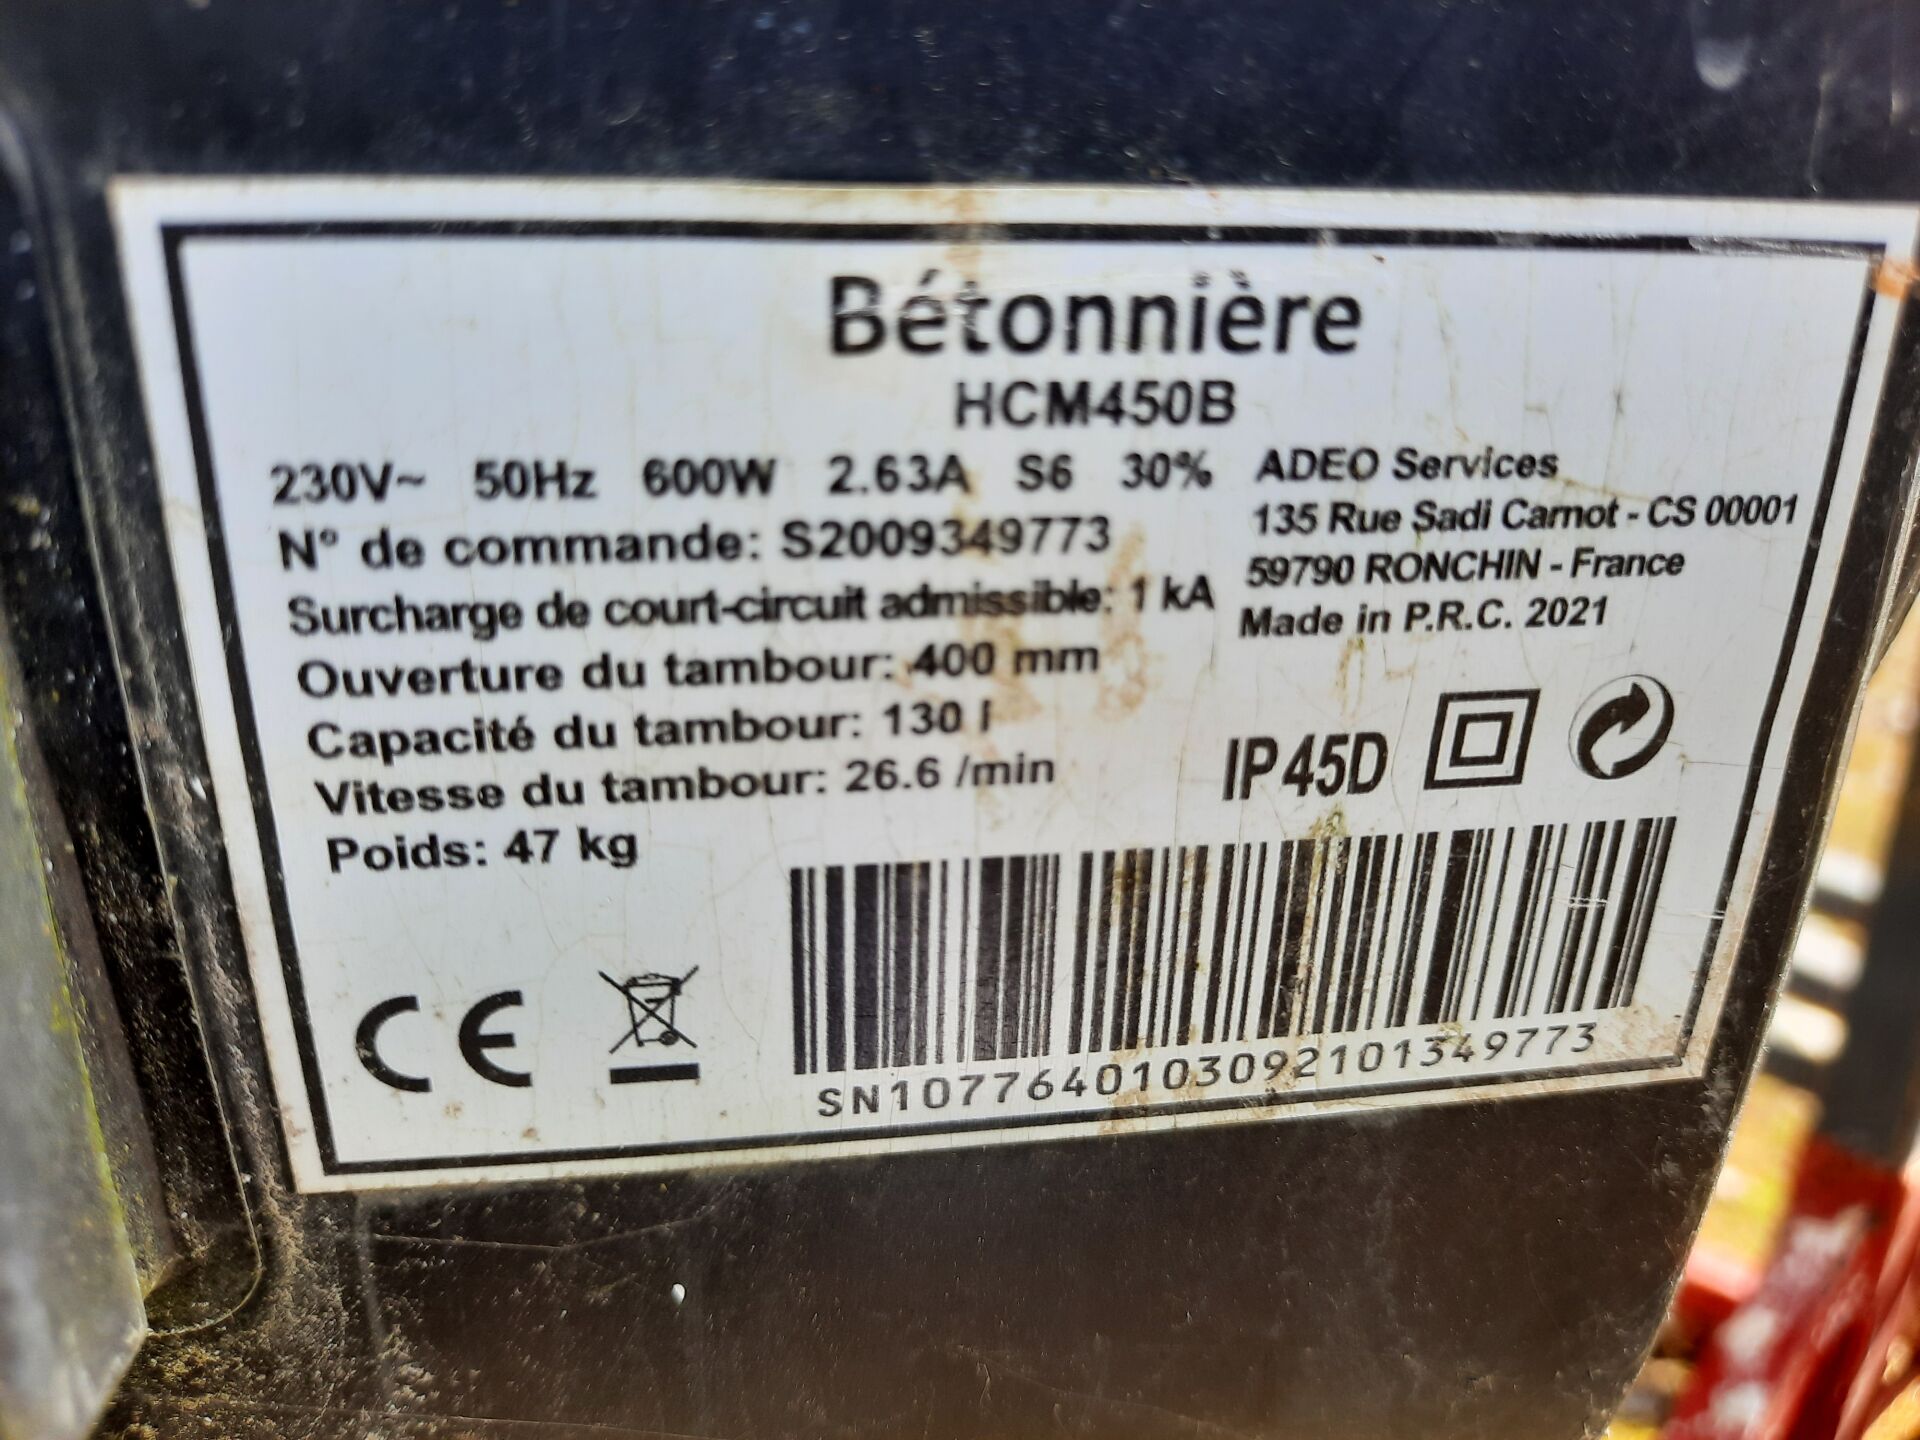 Bétonnière
HCM450B
230V~ 50Hz 600W 2.63A S6 30%
N° de commande: S2009349773
Surcharge de court-circuit admissible: 1 kA
Ouverture du tambour: 400 mm
Capacité du tambour: 130 l
Vitesse du tambour: 26.6 /min
Poids: 47 kg
ADEO Services
135 Rue Sadi Carnot - CS 00001
59790 RONCHIN - France
Made in P.R.C. 2021
IP45D
CE
SN1077640103092101349773